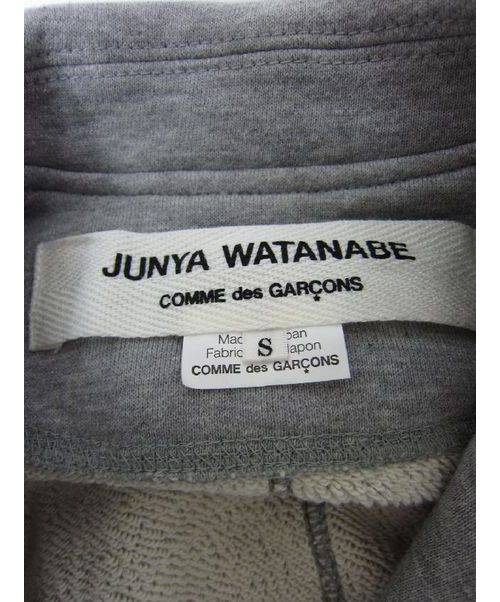 JUNYA WATANABE
COMME des GARÇONS
S
COMME des GARÇONS